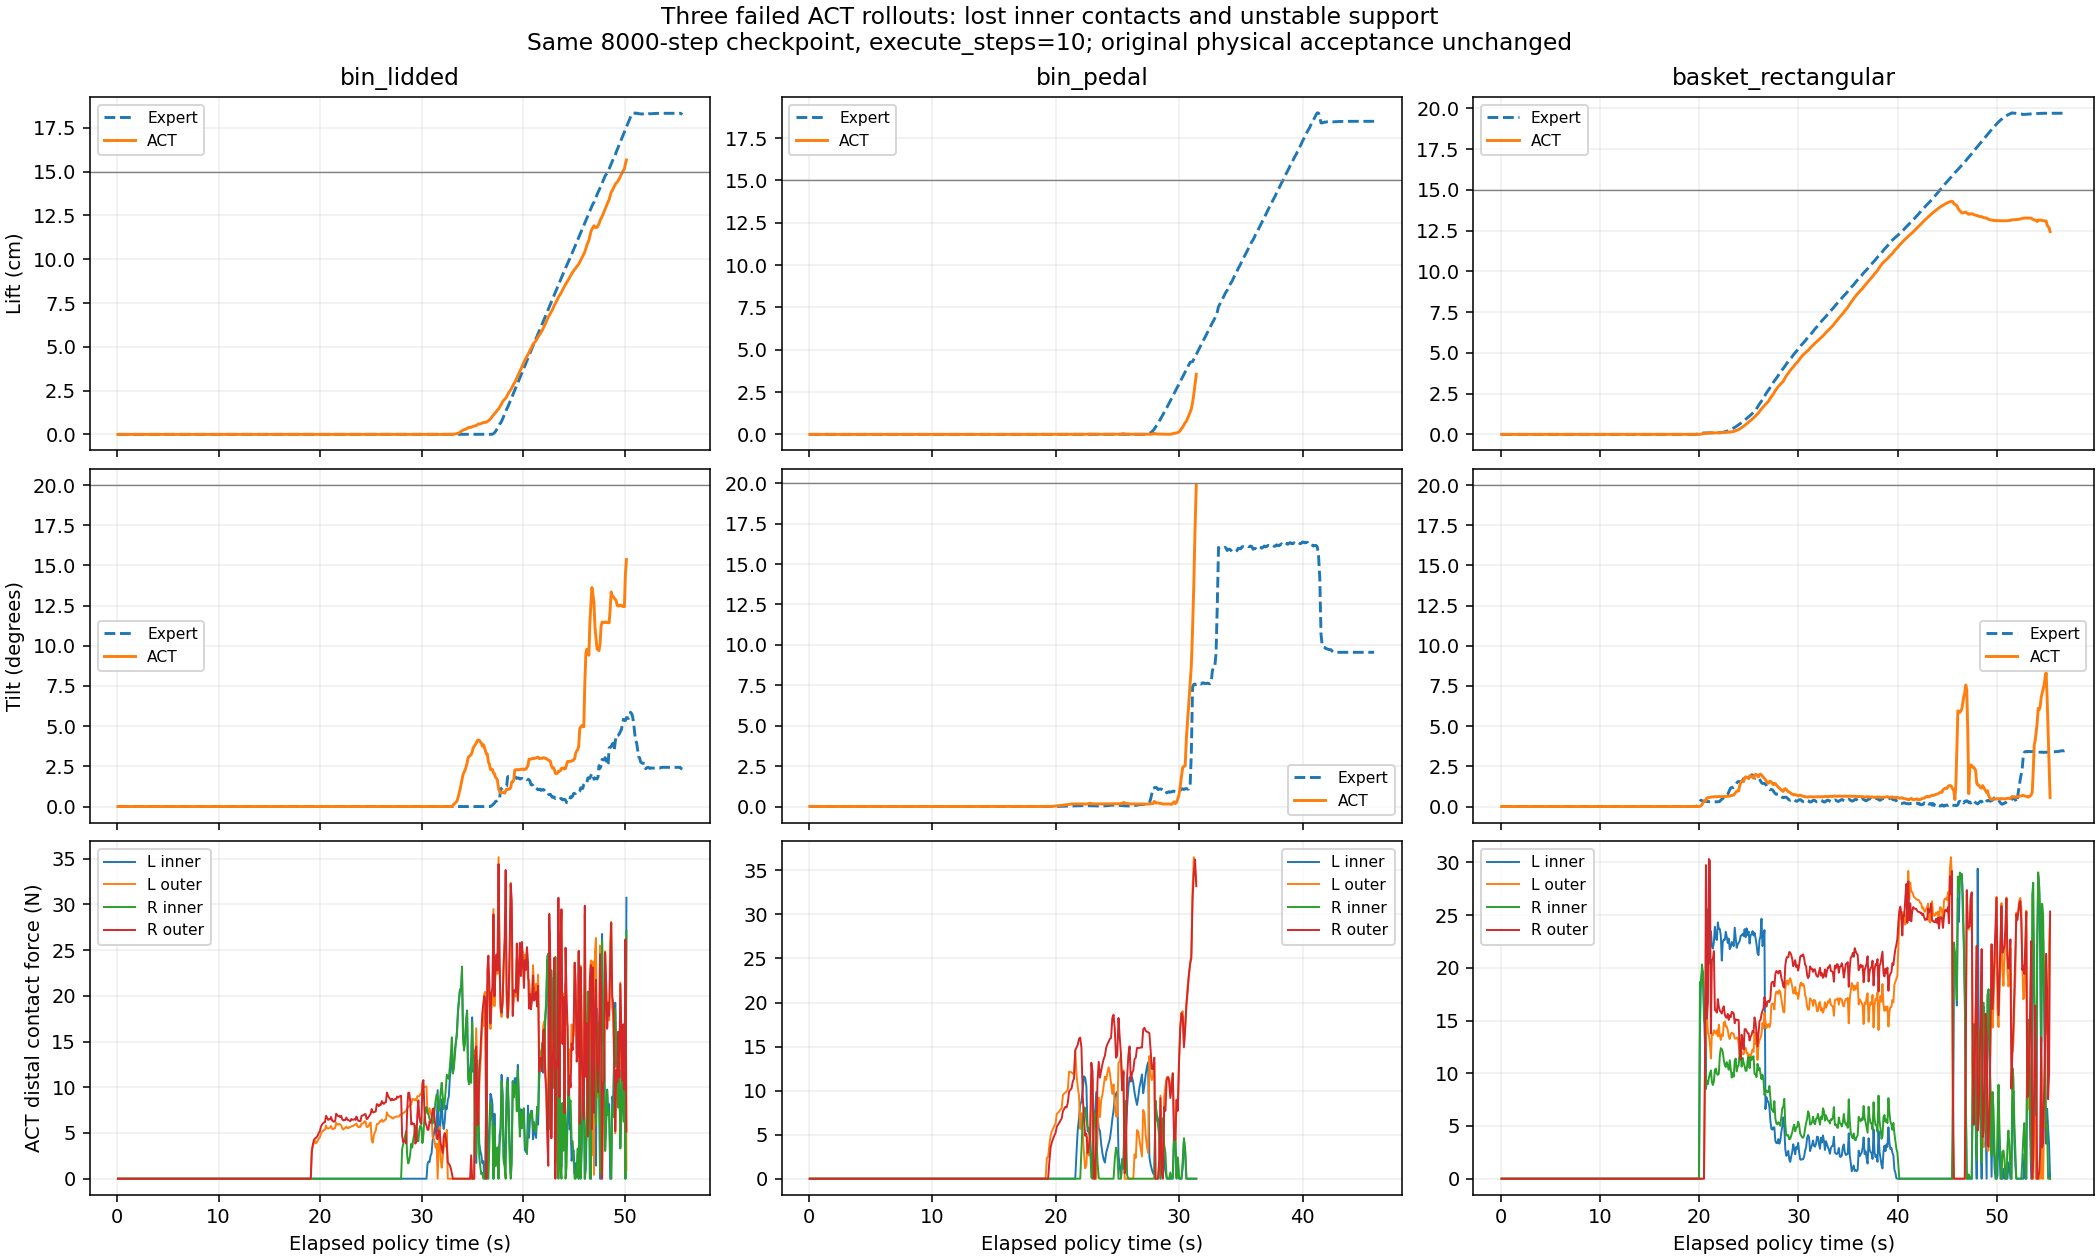 Three failed ACT rollouts: lost inner contacts and unstable support
Same 8000-step checkpoint, execute_steps=10; original physical acceptance unchanged
bin_lidded
bin_pedal
basket_rectangular
Lift (cm)
17.5
15.0
12.5
10.0
7.5
5.0
2.5
0.0
Expert
ACT
17.5
15.0
12.5
10.0
7.5
5.0
2.5
0.0
Expert
ACT
20.0
17.5
15.0
12.5
10.0
7.5
5.0
2.5
0.0
Expert
ACT
Tilt (degrees)
20.0
17.5
15.0
12.5
10.0
7.5
5.0
2.5
0.0
Expert
ACT
20.0
17.5
15.0
12.5
10.0
7.5
5.0
2.5
0.0
Expert
ACT
20.0
17.5
15.0
12.5
10.0
7.5
5.0
2.5
0.0
Expert
ACT
ACT distal contact force (N)
35
30
25
20
15
10
5
0
L inner
L outer
R inner
R outer
0 10 20 30 40 50
Elapsed policy time (s)
35
30
25
20
15
10
5
0
L inner
L outer
R inner
R outer
0 10 20 30 40
Elapsed policy time (s)
30
25
20
15
10
5
0
L inner
L outer
R inner
R outer
0 10 20 30 40 50
Elapsed policy time (s)